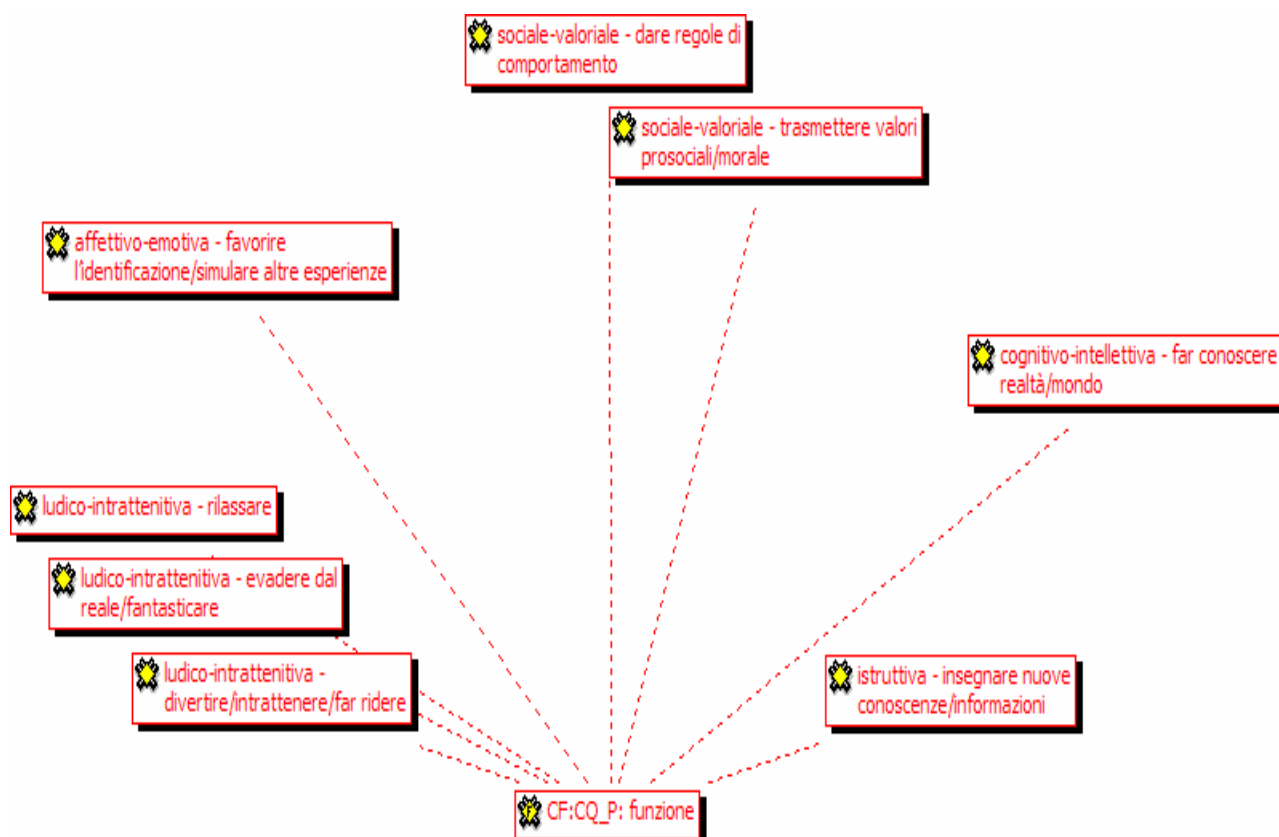 sociale-valoriale - dare regole di
comportamento
sociale-valoriale - trasmettere valori
prosociali/morale
affettivo-emotiva - favorire
l'identificazione/simulare altre esperienze
cognitivo-intellettiva - far conoscere
realtà/mondo
ludico-intrattenitiva - rilassare
ludico-intrattenitiva - evadere dal
reale/fantasticare
ludico-intrattenitiva -
divertire/intrattenere/far ridere
istruttiva - insegnare nuove
conoscenze/informazioni
F CF:CQ_P: funzione